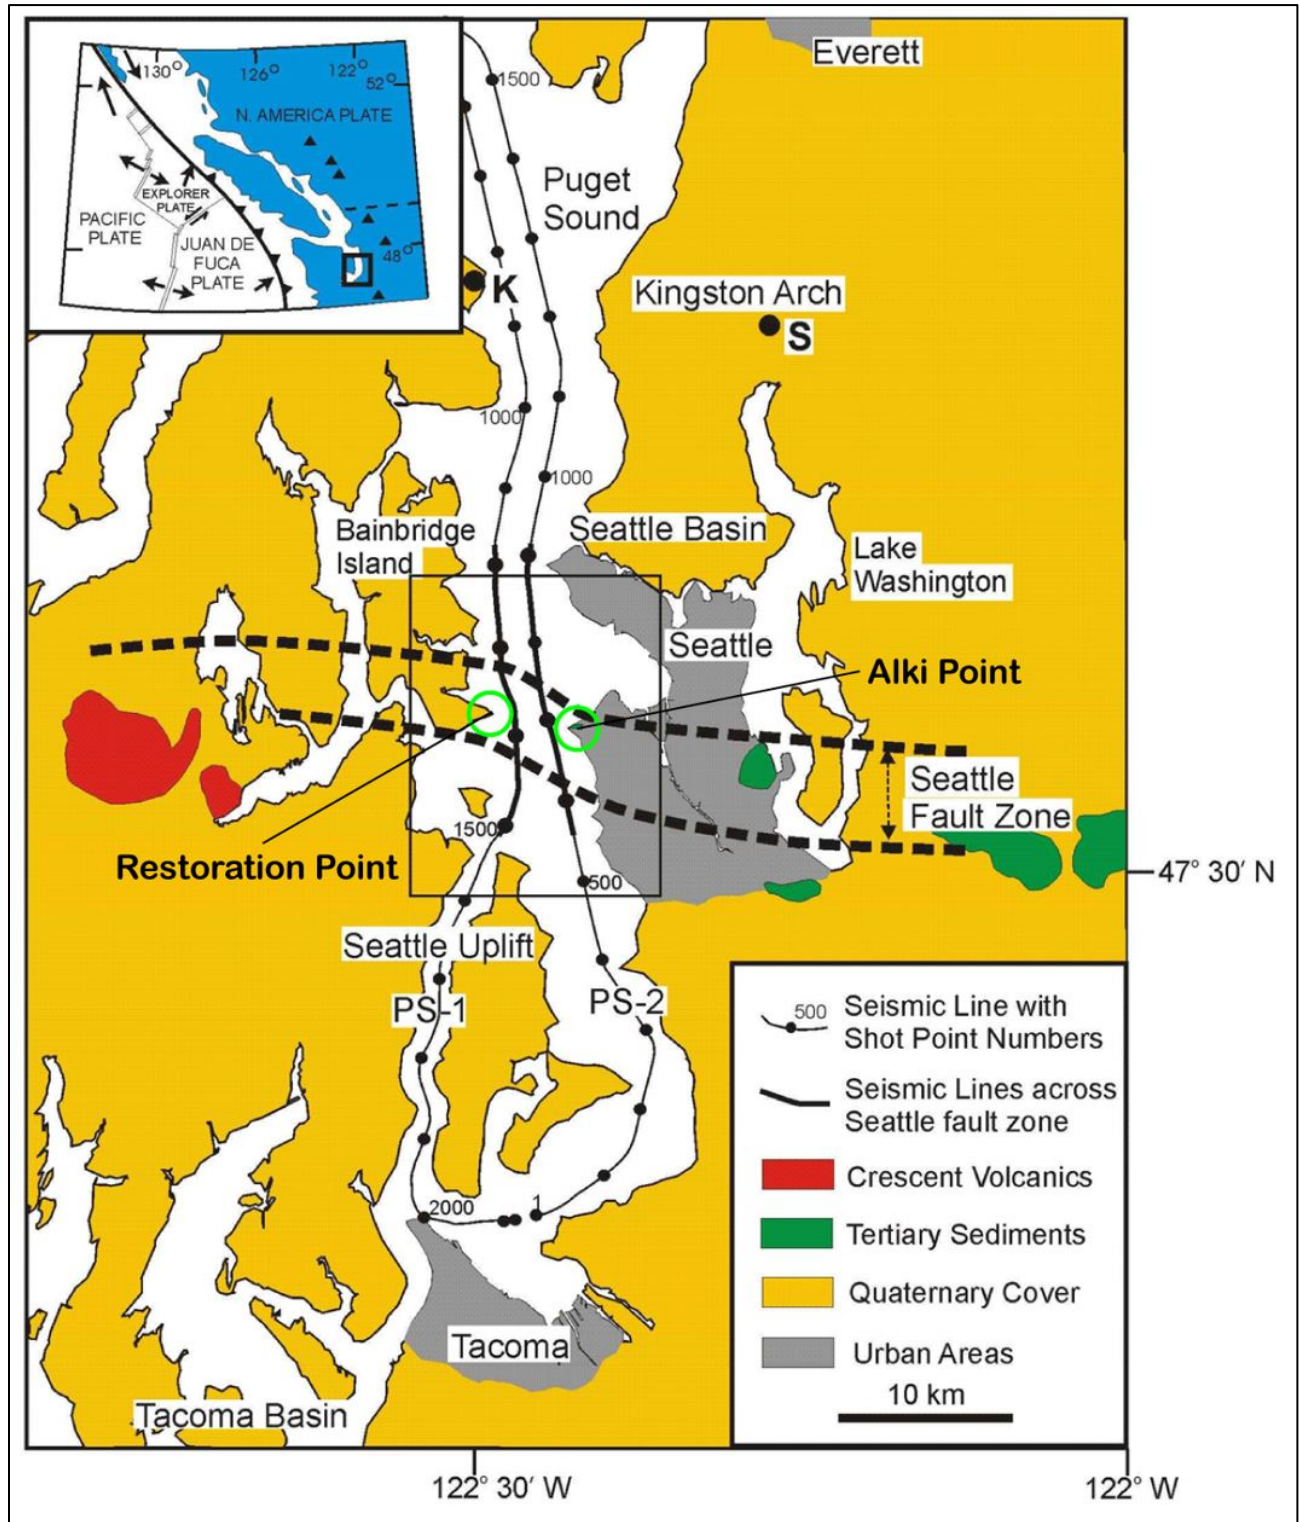 130°
126°
122°
52°
N. AMERICA PLATE
EXPLORER
PLATE
PACIFIC
PLATE
JUAN DE
FUCA
PLATE
48°
Everett
1500
Puget
Sound
K
Kingston Arch
S
1000
1000
Bainbridge
Island
Seattle Basin
Lake
Washington
Seattle
Alki Point
Seattle
Fault Zone
Restoration Point
1500
500
47° 30′ N
Seattle Uplift
PS-1
PS-2
2000
1
Tacoma
Tacoma Basin
500
Seismic Line with
Shot Point Numbers
Seismic Lines across
Seattle fault zone
Crescent Volcanics
Tertiary Sediments
Quaternary Cover
Urban Areas
10 km
122° 30′ W
122° W